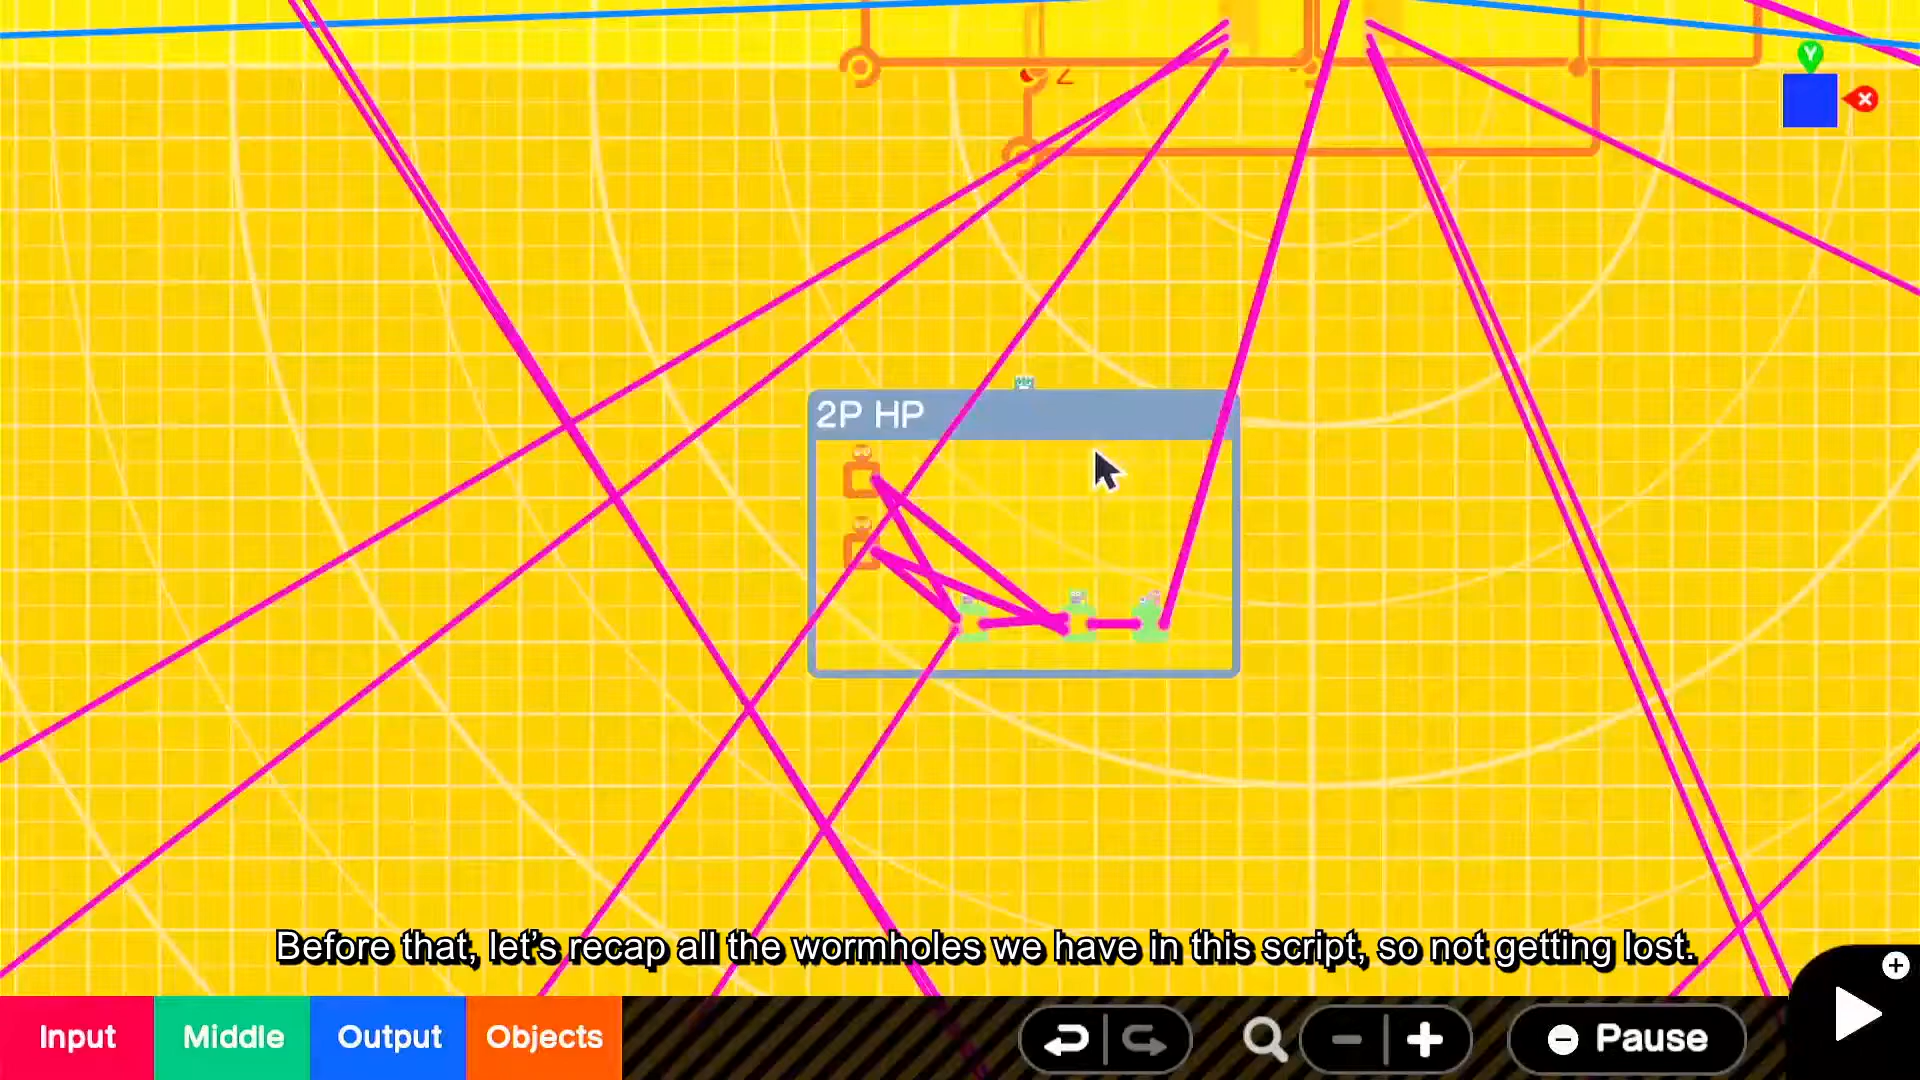 Z
Y
X
2P HP
Before that, let's recap all the wormholes we have in this script, so not getting lost.
Input
Middle
Output
Objects
Pause